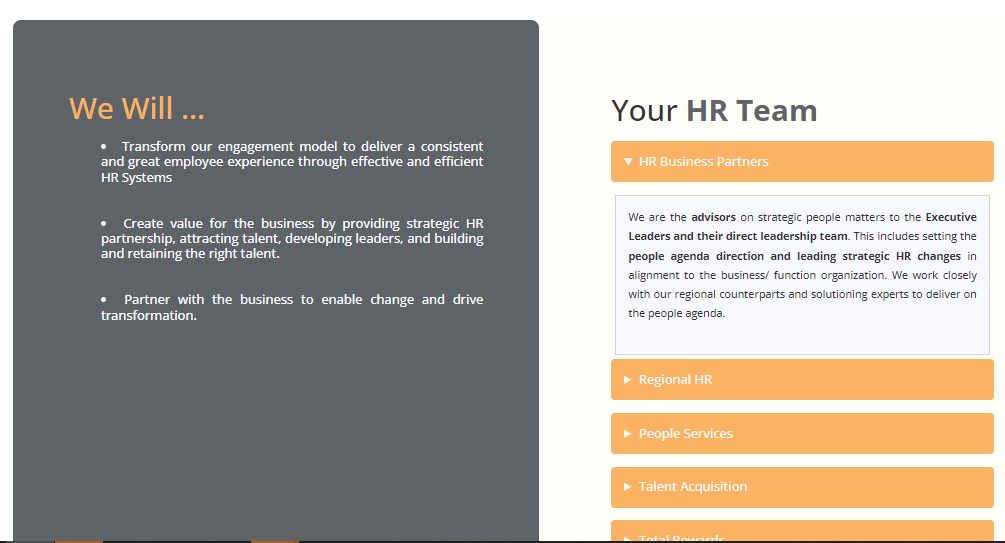 We Will ...
• Transform our engagement model to deliver a consistent
and great employee experience through effective and efficient
HR Systems
• Create value for the business by providing strategic HR
partnership, attracting talent, developing leaders, and building
and retaining the right talent.
• Partner with the business to enable change and drive
transformation.
Your HR Team
▼ HR Business Partners
We are the advisors on strategic people matters to the Executive
Leaders and their direct leadership team. This includes setting the
people agenda direction and leading strategic HR changes in
alignment to the business/ function organization. We work closely
with our regional counterparts and solutioning experts to deliver on
the people agenda.
► Regional HR
► People Services
► Talent Acquisition
► Total Rewards